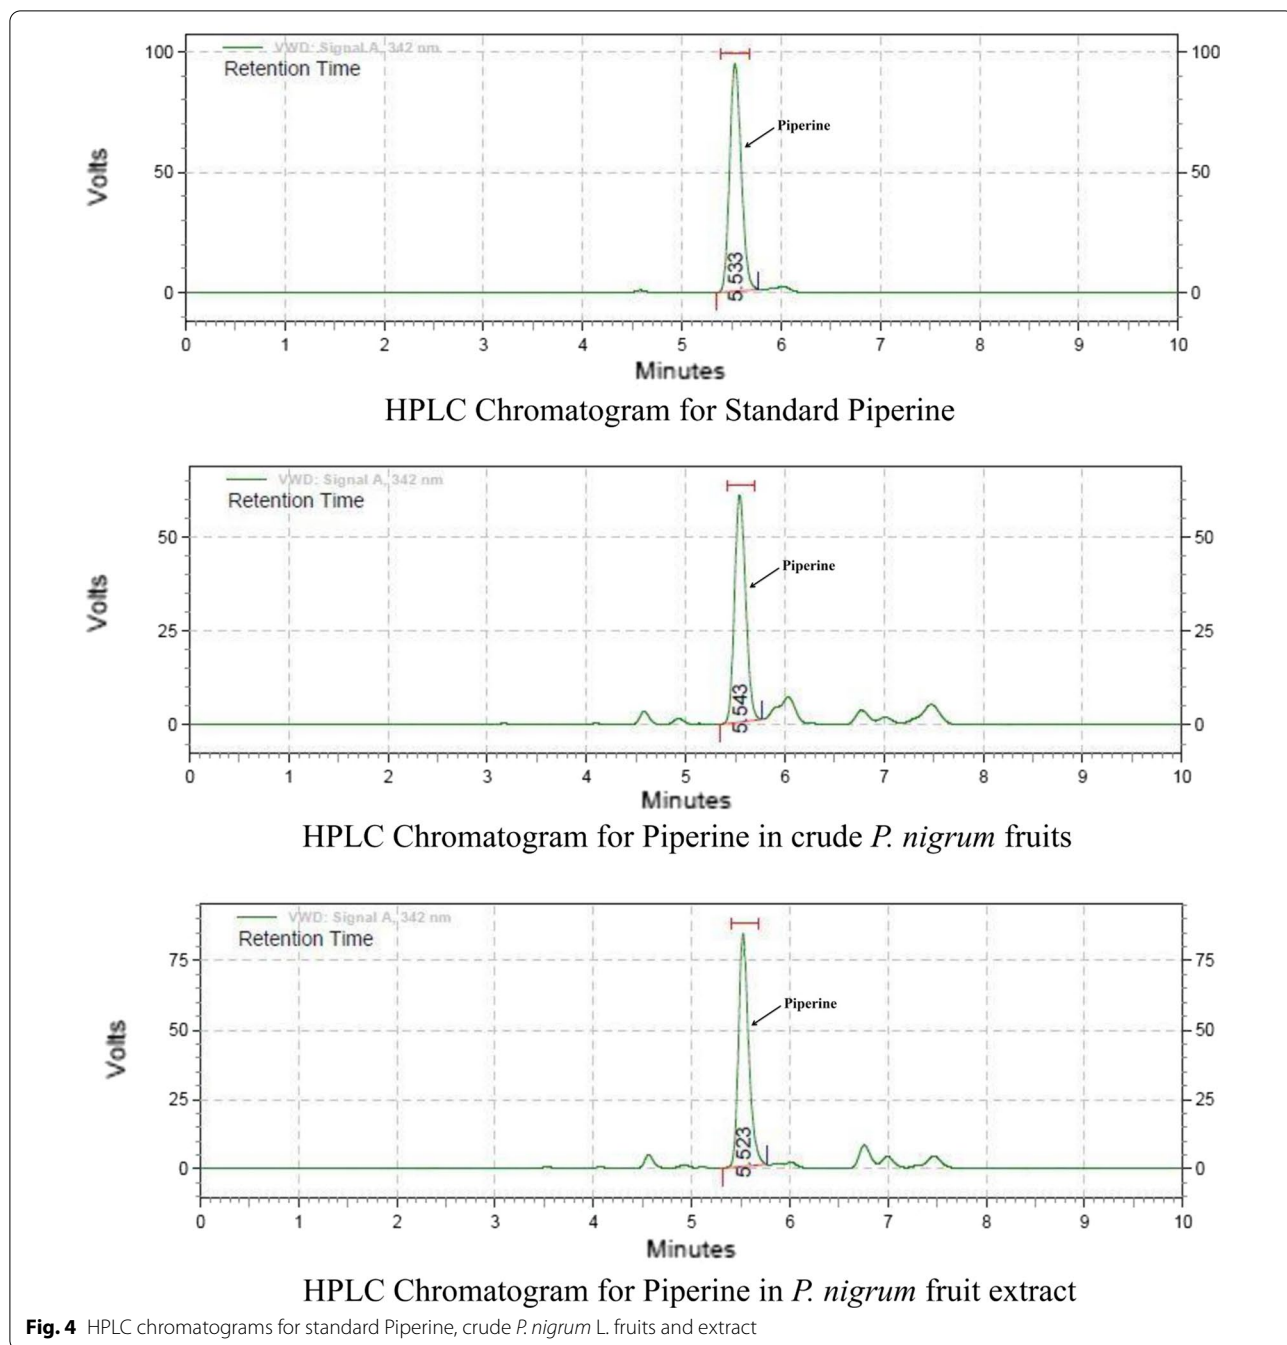 VWD: Signal A, 342 nm
Retention Time
100
50
0
100
50
0
Volts
Piperine
5.533
0 1 2 3 4 5 6 7 8 9 10
Minutes
HPLC Chromatogram for Standard Piperine
VWD: Signal A, 342 nm
Retention Time
50
25
0
50
25
0
Volts
Piperine
5.543
0 1 2 3 4 5 6 7 8 9 10
Minutes
HPLC Chromatogram for Piperine in crude P. nigrum fruits
VWD: Signal A, 342 nm
Retention Time
75
50
25
0
75
50
25
0
Volts
Piperine
5.523
0 1 2 3 4 5 6 7 8 9 10
Minutes
HPLC Chromatogram for Piperine in P. nigrum fruit extract
Fig. 4 HPLC chromatograms for standard Piperine, crude P. nigrum L. fruits and extract